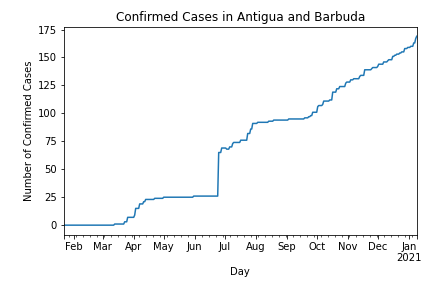 Confirmed Cases in Antigua and Barbuda
175
150
125
100
75
50
25
0
Number of Confirmed Cases
Feb Mar Apr May Jun Jul Aug Sep Oct Nov Dec Jan
2021
Day